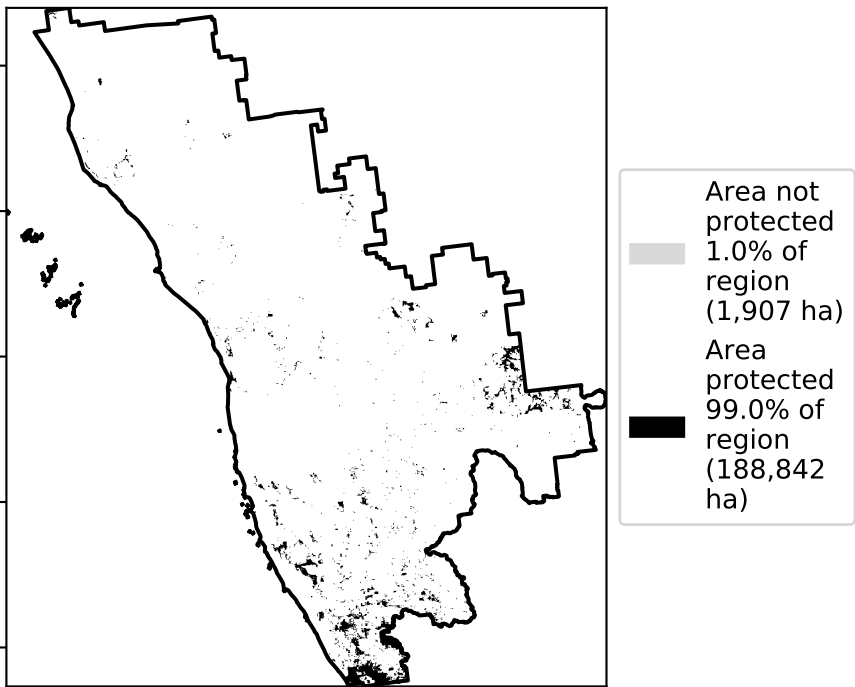 Area not
protected
1.0% of
region
(1,907 ha)
Area
protected
99.0% of
region
(188,842
ha)